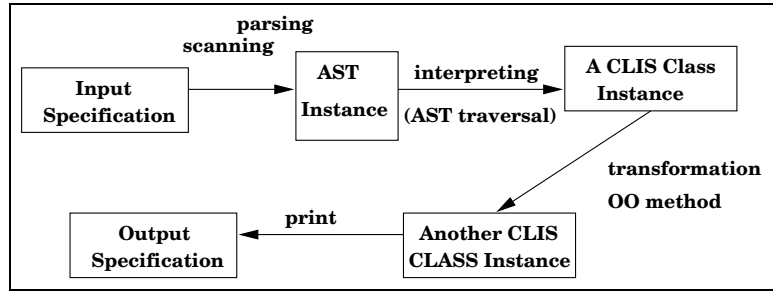 parsing
scanning
Input
Specification
AST
Instance
interpreting
(AST traversal)
A CLIS Class
Instance
transformation
OO method
Another CLIS
CLASS Instance
print
Output
Specification